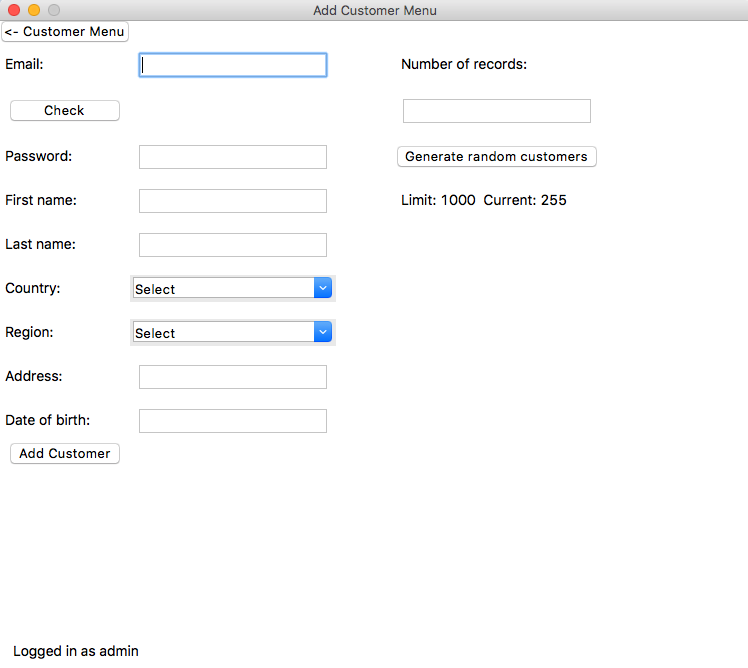 Add Customer Menu
<- Customer Menu
Email:
Number of records:
Check
Password:
Generate random customers
First name:
Limit: 1000  Current: 255
Last name:
Country:
Select
Region:
Select
Address:
Date of birth:
Add Customer
Logged in as admin